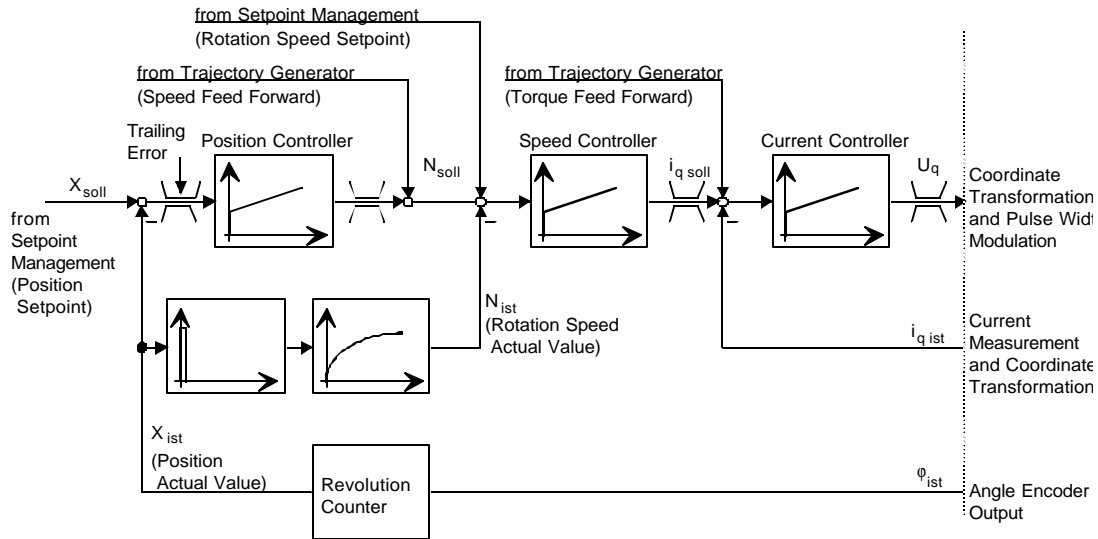 from Setpoint Management
(Rotation Speed Setpoint)
from Trajectory Generator
(Speed Feed Forward)
from Trajectory Generator
(Torque Feed Forward)
Trailing
Error
Position Controller
Speed Controller
Current Controller
X soll
N soll
i q soll
U q
from
Setpoint
Management
(Position
Setpoint)
Coordinate
Transformation
and Pulse Widt
Modulation
N ist
(Rotation Speed
Actual Value)
i q ist
Current
Measurement
and Coordinate
Transformation
X ist
(Position
Actual Value)
Revolution
Counter
φ ist
Angle Encoder
Output